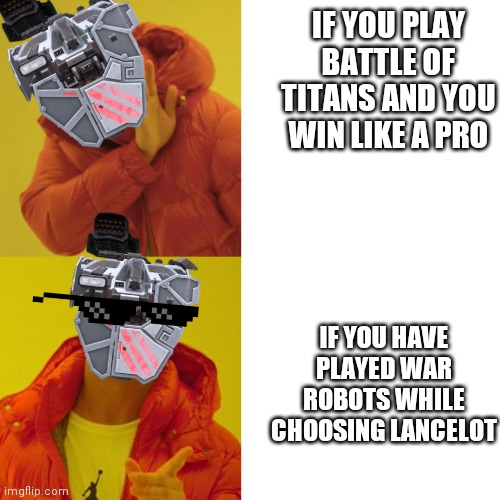 IF YOU PLAY
BATTLE OF
TITANS AND YOU
WIN LIKE A PRO
IF YOU HAVE
PLAYED WAR
ROBOTS WHILE
CHOOSING LANCELOT
imgflip.com